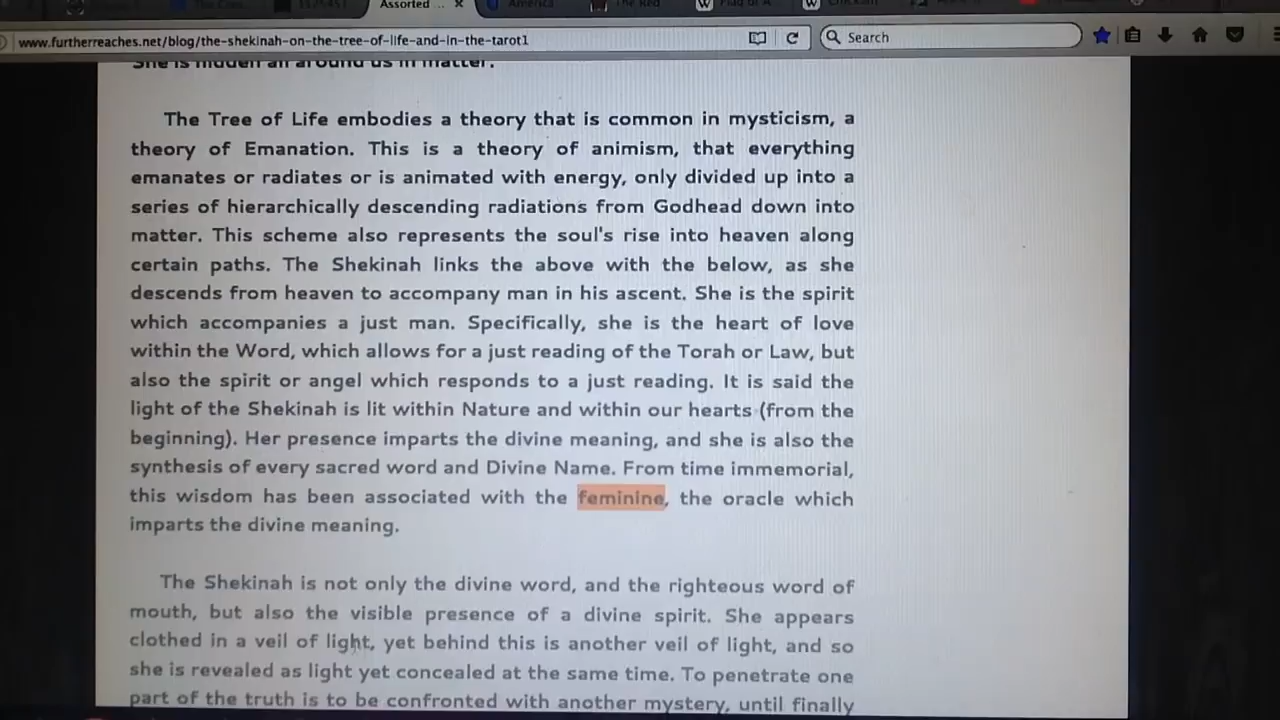 Assorted ...
America
The Red
www.furtherreaches.net/blog/the-shekinah-on-the-tree-of-life-and-in-the-tarot1
Search
She is hidden all around us in matter.
The Tree of Life embodies a theory that is common in mysticism, a
theory of Emanation. This is a theory of animism, that everything
emanates or radiates or is animated with energy, only divided up into a
series of hierarchically descending radiations from Godhead down into
matter. This scheme also represents the soul's rise into heaven along
certain paths. The Shekinah links the above with the below, as she
descends from heaven to accompany man in his ascent. She is the spirit
which accompanies a just man. Specifically, she is the heart of love
within the Word, which allows for a just reading of the Torah or Law, but
also the spirit or angel which responds to a just reading. It is said the
light of the Shekinah is lit within Nature and within our hearts (from the
beginning). Her presence imparts the divine meaning, and she is also the
synthesis of every sacred word and Divine Name. From time immemorial,
this wisdom has been associated with the feminine, the oracle which
imparts the divine meaning.
The Shekinah is not only the divine word, and the righteous word of
mouth, but also the visible presence of a divine spirit. She appears
clothed in a veil of light, yet behind this is another veil of light, and so
she is revealed as light yet concealed at the same time. To penetrate one
part of the truth is to be confronted with another mystery, until finally